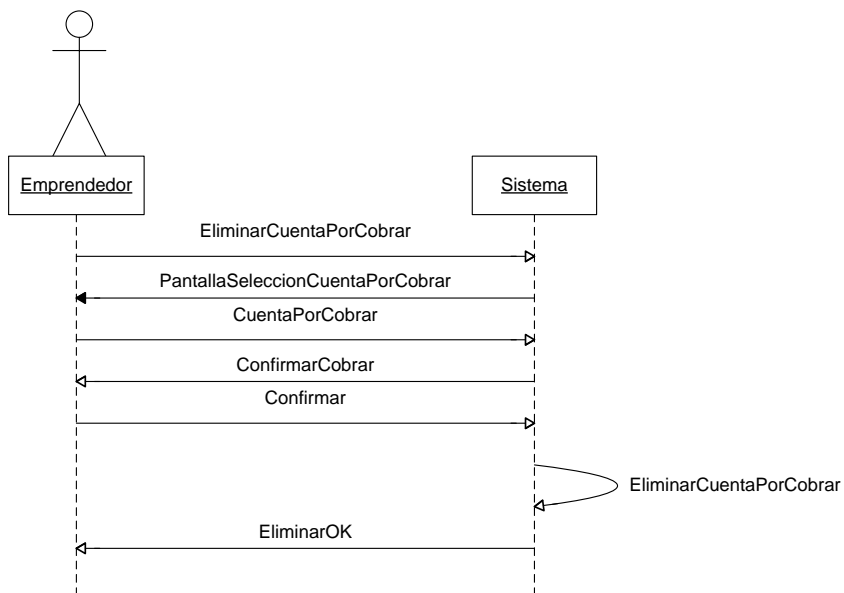 Emprendedor
Sistema
EliminarCuentaPorCobrar
PantallaSeleccionCuentaPorCobrar
CuentaPorCobrar
ConfirmarCobrar
Confirmar
EliminarCuentaPorCobrar
EliminarOK